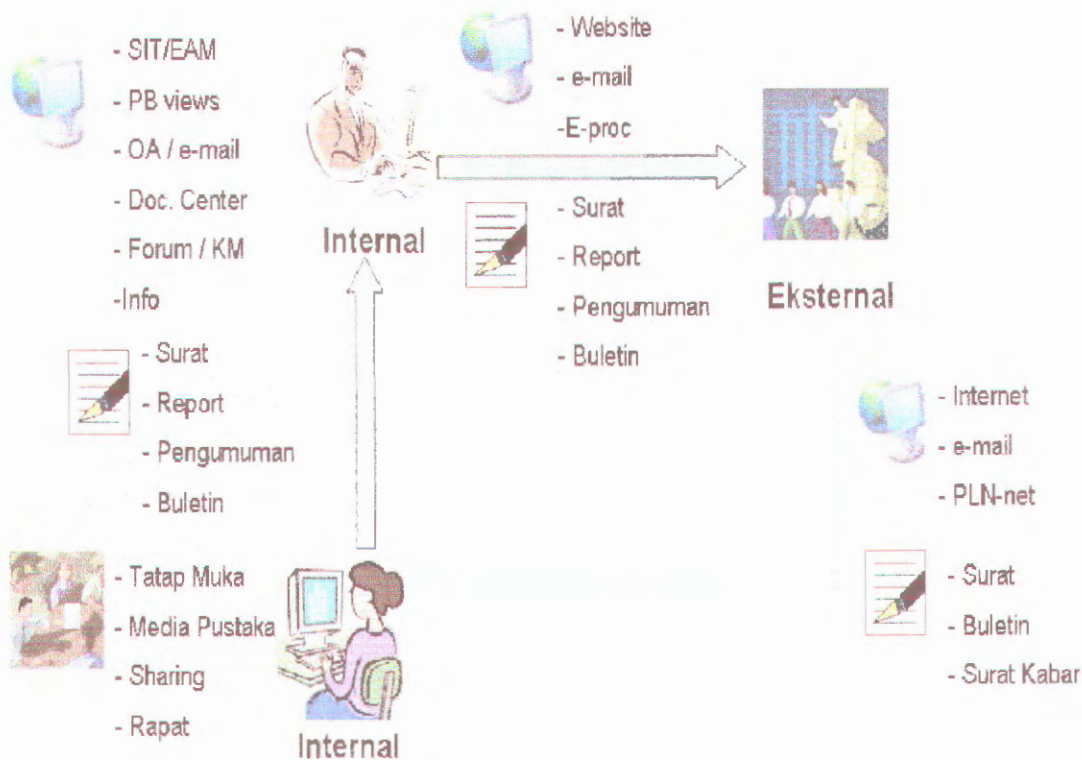 - SIT/EAM
- PB views
- OA / e-mail
- Doc. Center
- Forum / KM
-Info
- Surat
- Report
- Pengumuman
- Buletin
- Tatap Muka
- Media Pustaka
- Sharing
- Rapat
Internal
Internal
- Website
- e-mail
-E-proc
- Surat
- Report
- Pengumuman
- Buletin
Eksternal
- Internet
- e-mail
- PLN-net
- Surat
- Buletin
- Surat Kabar